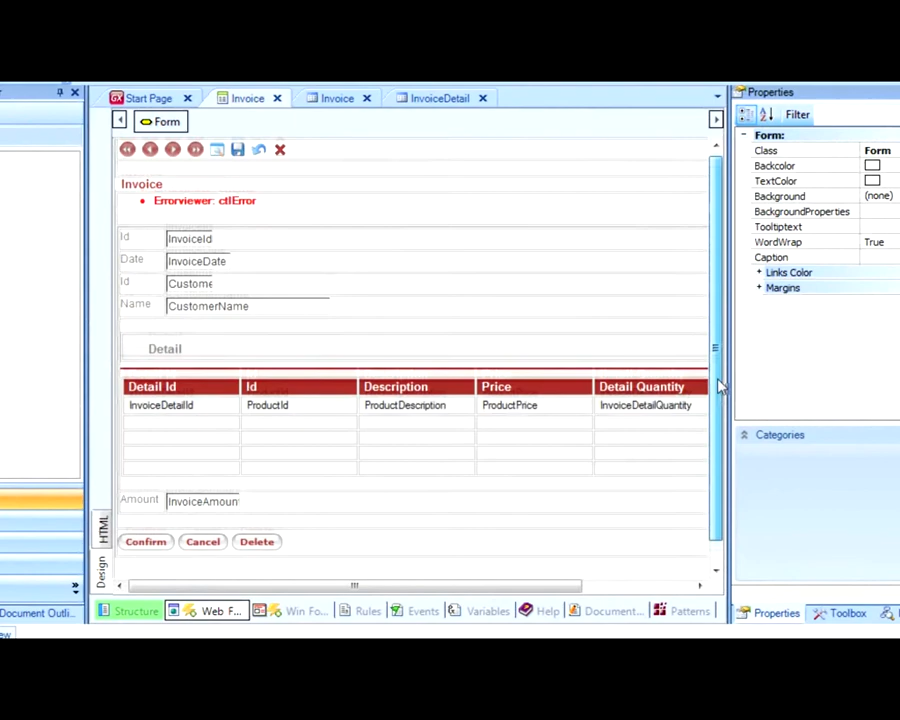 Properties
GX Start Page
Invoice
Invoice
InvoiceDetail
Form
Filter
Form:
Class Form
Backcolor
TextColor
Background (none)
BackgroundProperties
Tooltiptext
WordWrap True
Caption
Links Color
Margins
Invoice
Errorviewer: ctlError
Id InvoiceId
Date InvoiceDate
Id Custome
Name CustomerName
Detail
Detail Id Id Description Price Detail Quantity
InvoiceDetailId ProductId ProductDescription ProductPrice InvoiceDetailQuantity
Categories
Amount InvoiceAmoun
HTML
Confirm Cancel Delete
Design
Structure Web F... Win Fo... Rules Events Variables Help Document... Patterns
Document Outli...
Properties Toolbox
ew